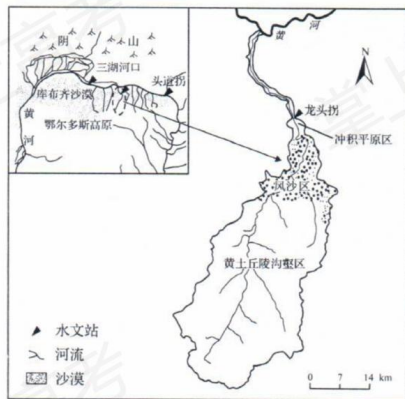 阴 山
三湖河口
头道拐
库布齐沙漠
鄂尔多斯高原
黄河
黄 河
N
龙头拐
冲积平原区
风沙区
黄土丘陵沟壑区
水文站
河流
沙漠
0 7 14 km